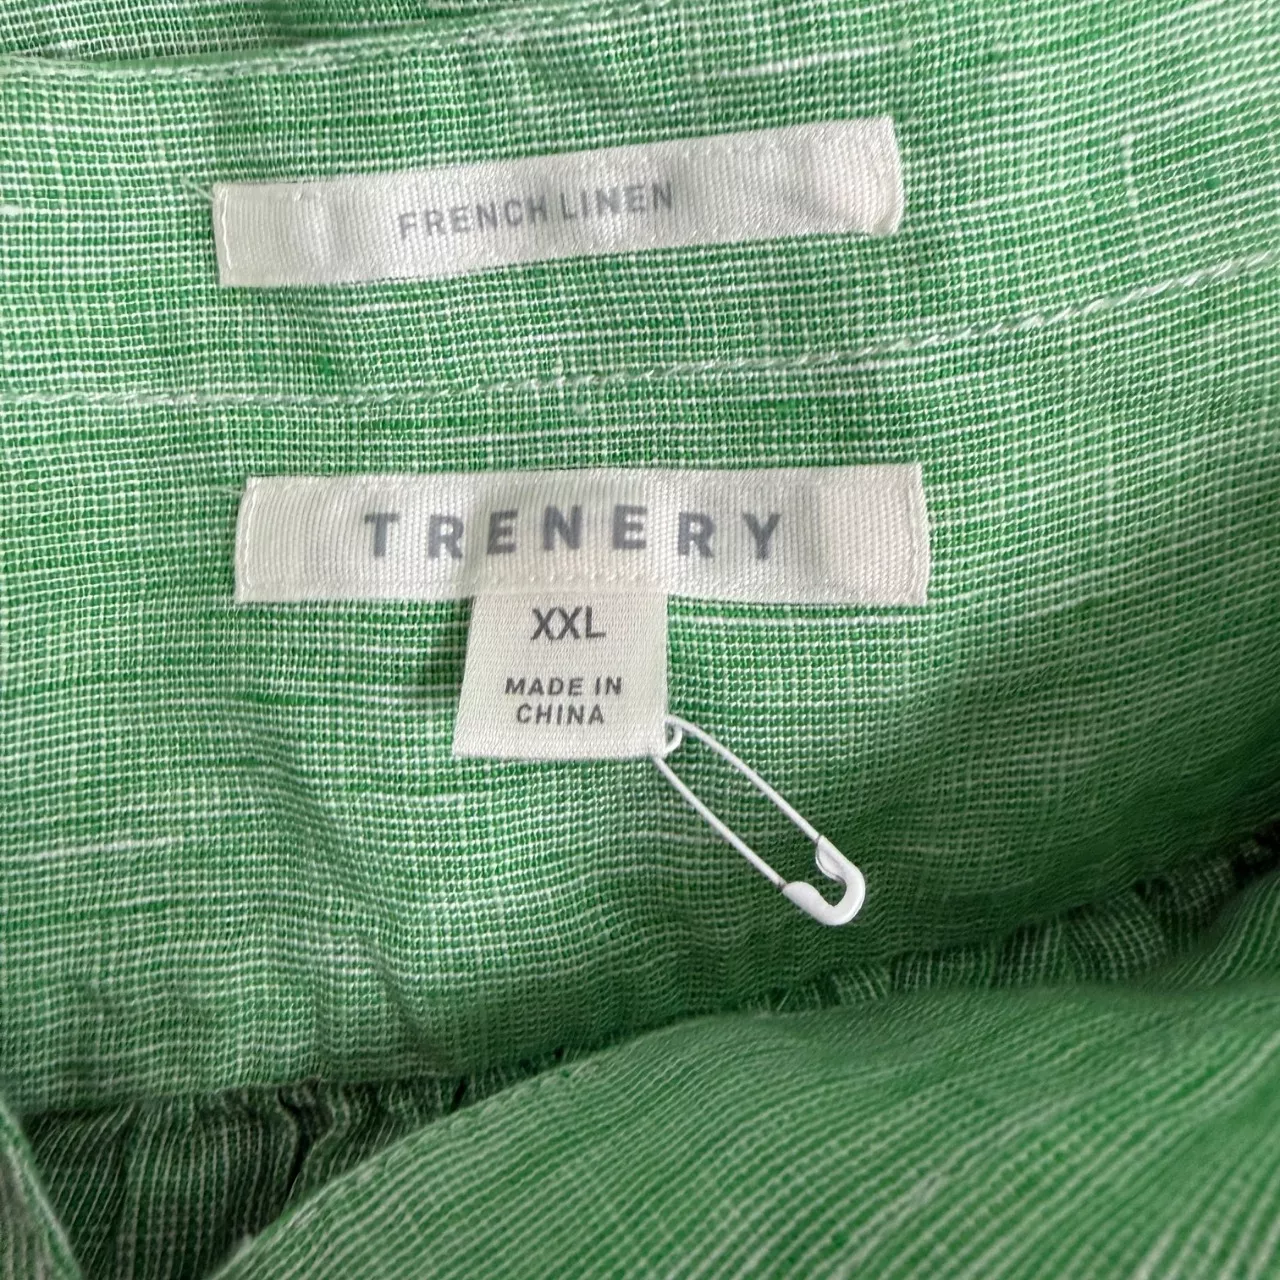 FRENCH LINEN
TRENERY
XXL
MADE IN
CHINA